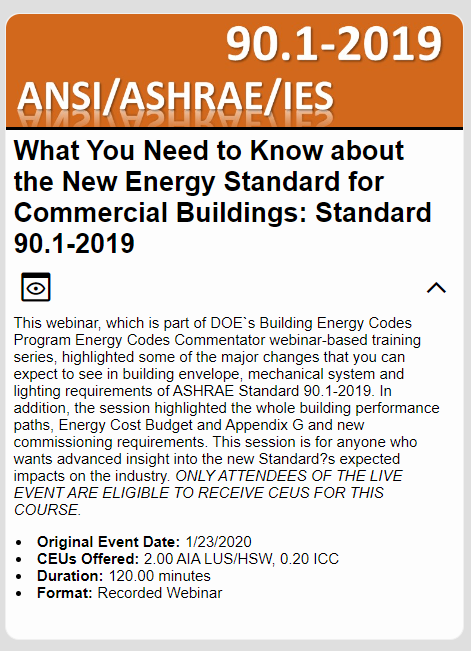 90.1-2019
ANSI/ASHRAE/IES
What You Need to Know about
the New Energy Standard for
Commercial Buildings: Standard
90.1-2019
This webinar, which is part of DOE`s Building Energy Codes
Program Energy Codes Commentator webinar-based training
series, highlighted some of the major changes that you can
expect to see in building envelope, mechanical system and
lighting requirements of ASHRAE Standard 90.1-2019. In
addition, the session highlighted the whole building performance
paths, Energy Cost Budget and Appendix G and new
commissioning requirements. This session is for anyone who
wants advanced insight into the new Standard?s expected
impacts on the industry. ONLY ATTENDEES OF THE LIVE
EVENT ARE ELIGIBLE TO RECEIVE CEUS FOR THIS
COURSE.
• Original Event Date: 1/23/2020
• CEUs Offered: 2.00 AIA LUS/HSW, 0.20 ICC
• Duration: 120.00 minutes
• Format: Recorded Webinar